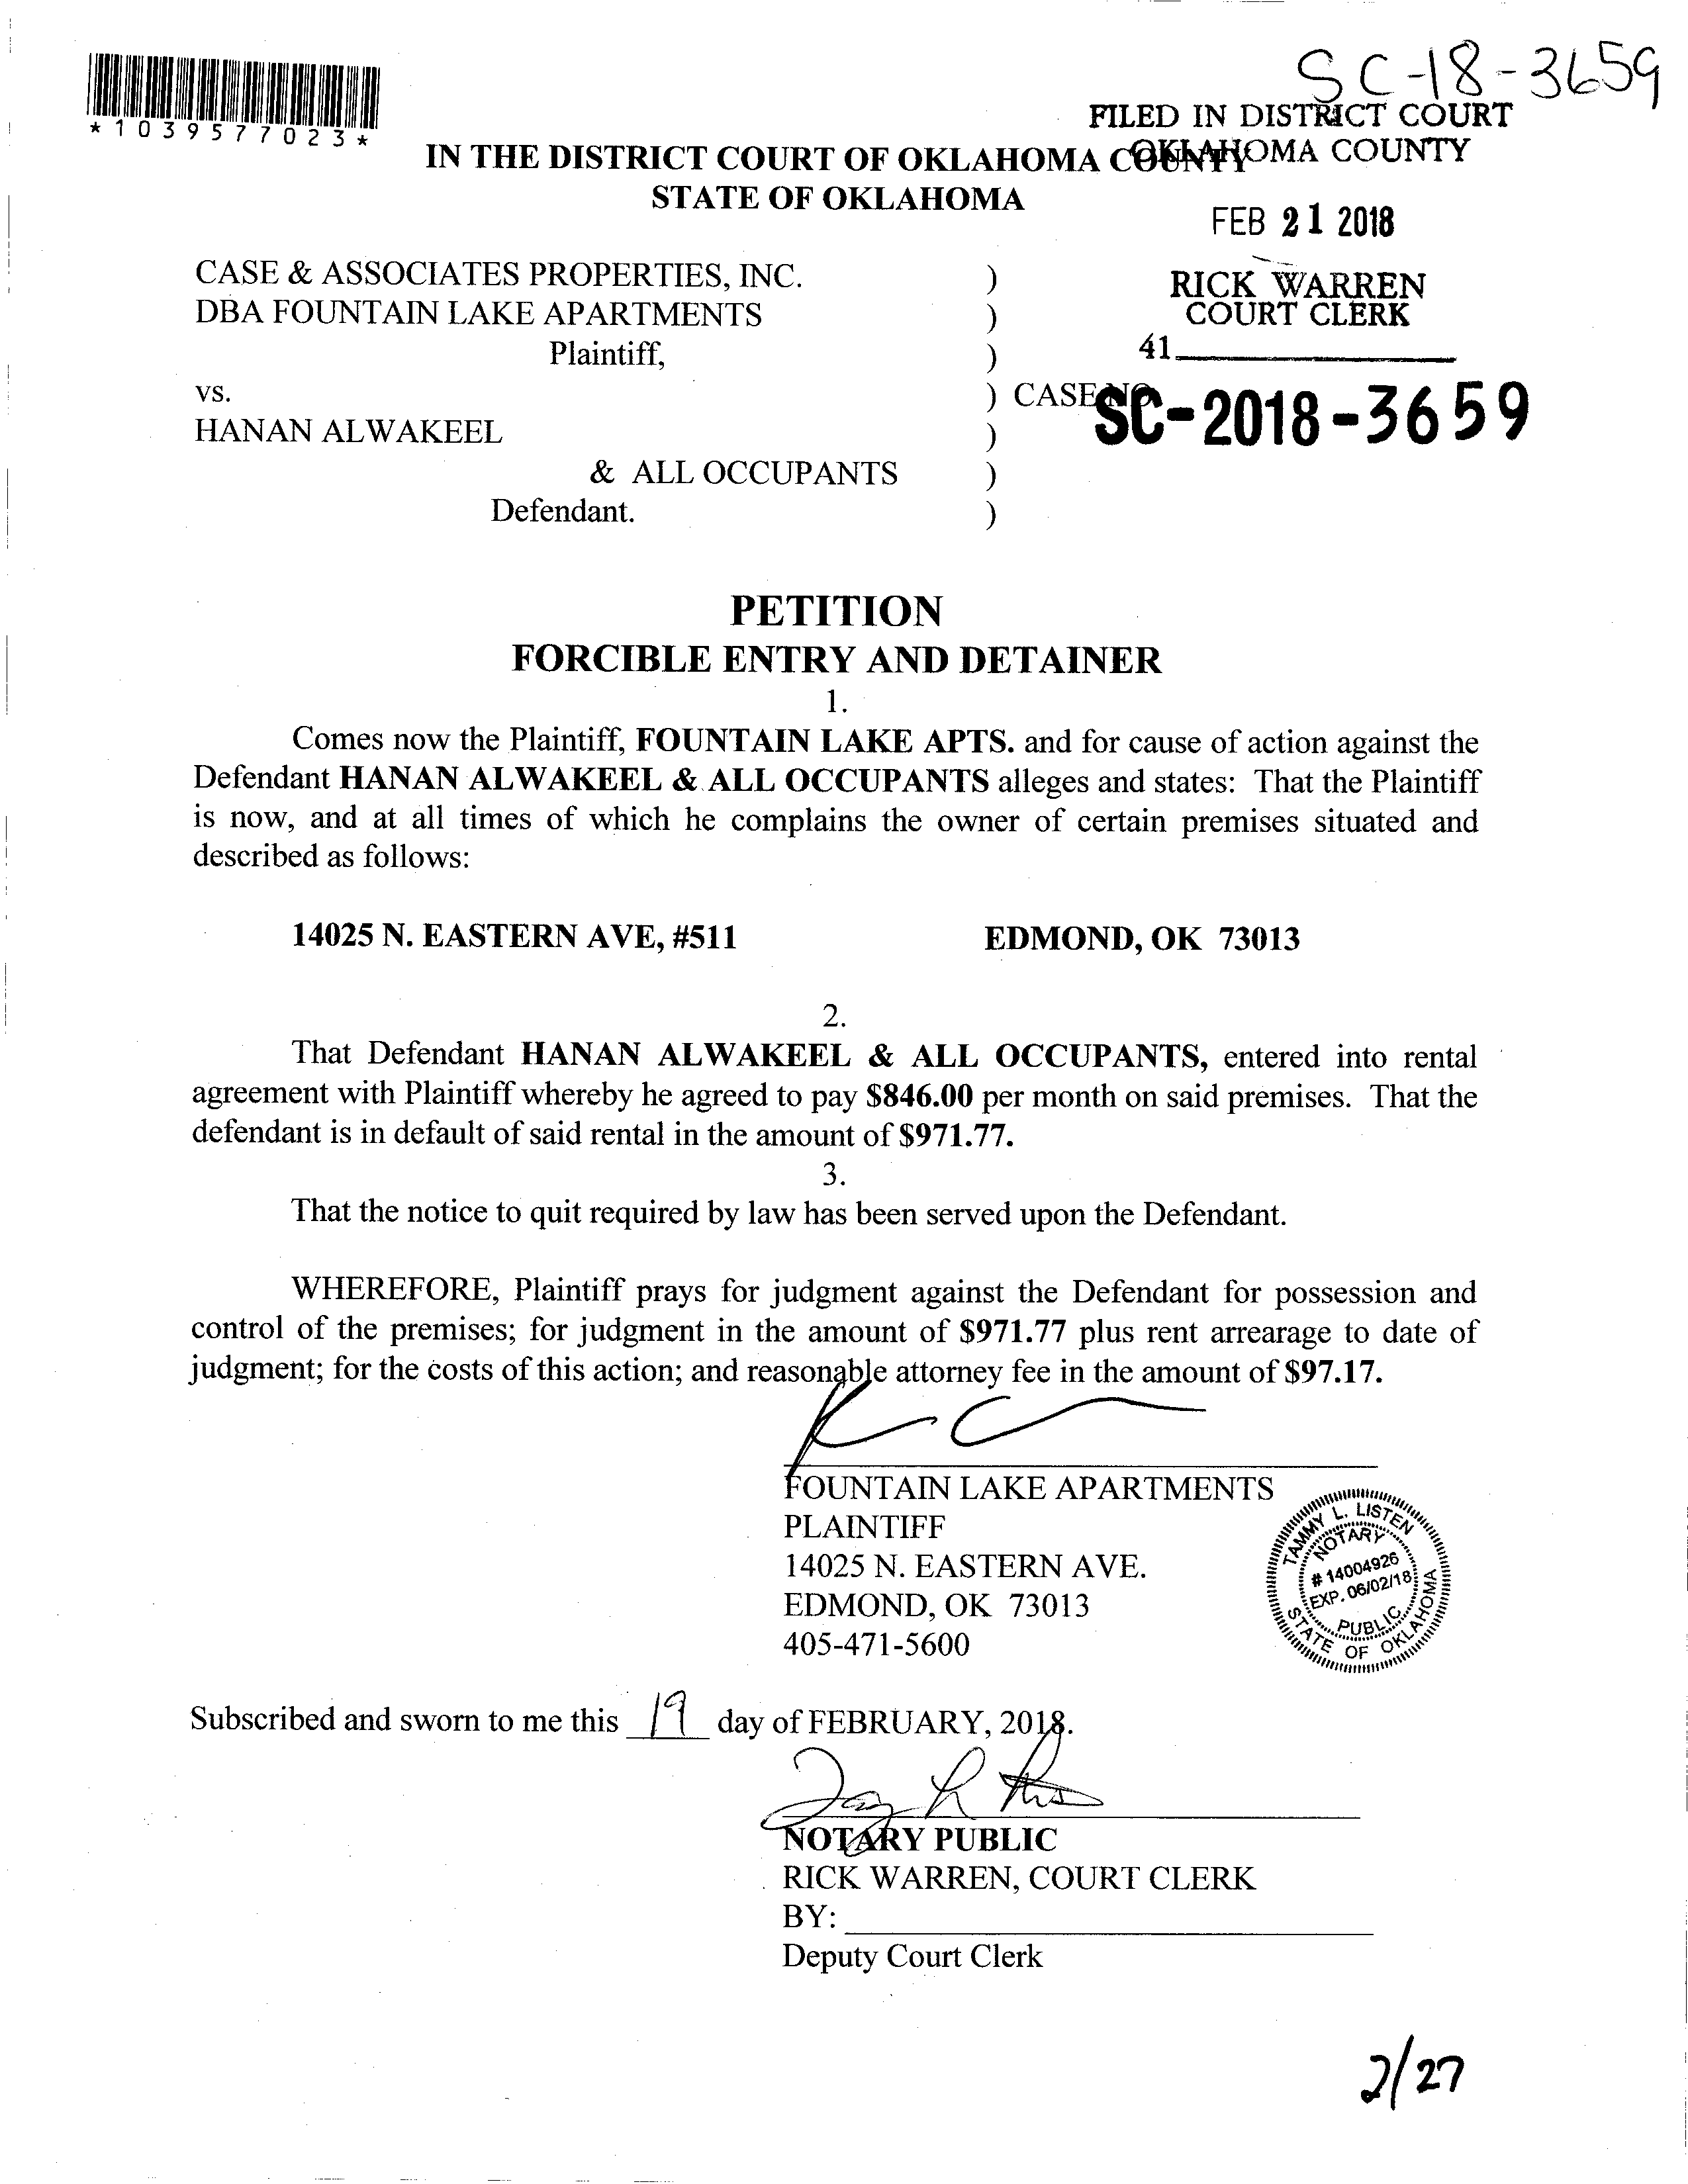 SC-18-3659
*1039577023*
FILED IN DISTRICT COURT
OKLAHOMA COUNTY
IN THE DISTRICT COURT OF OKLAHOMA COUNTY
STATE OF OKLAHOMA
FEB 21 2018
RICK WARREN
COURT CLERK
41
CASE & ASSOCIATES PROPERTIES, INC. )
DBA FOUNTAIN LAKE APARTMENTS )
Plaintiff, )
vs. ) CASE NO.
SC-2018-3659
HANAN ALWAKEEL )
& ALL OCCUPANTS )
Defendant. )
PETITION
FORCIBLE ENTRY AND DETAINER
1.
Comes now the Plaintiff, FOUNTAIN LAKE APTS. and for cause of action against the
Defendant HANAN ALWAKEEL & ALL OCCUPANTS alleges and states: That the Plaintiff
is now, and at all times of which he complains the owner of certain premises situated and
described as follows:
14025 N. EASTERN AVE, #511 EDMOND, OK 73013
2.
That Defendant HANAN ALWAKEEL & ALL OCCUPANTS, entered into rental
agreement with Plaintiff whereby he agreed to pay $846.00 per month on said premises. That the
defendant is in default of said rental in the amount of $971.77.
3.
That the notice to quit required by law has been served upon the Defendant.
WHEREFORE, Plaintiff prays for judgment against the Defendant for possession and
control of the premises; for judgment in the amount of $971.77 plus rent arrearage to date of
judgment; for the costs of this action; and reasonable attorney fee in the amount of $97.17.
FOUNTAIN LAKE APARTMENTS
PLAINTIFF
14025 N. EASTERN AVE.
EDMOND, OK 73013
405-471-5600
TAMMY L. LISTEN
NOTARY
# 14004926
EXP. 06/02/18
PUBLIC
STATE OF OKLAHOMA
Subscribed and sworn to me this 19 day of FEBRUARY, 2018.
NOTARY PUBLIC
RICK WARREN, COURT CLERK
BY:
Deputy Court Clerk
2/27